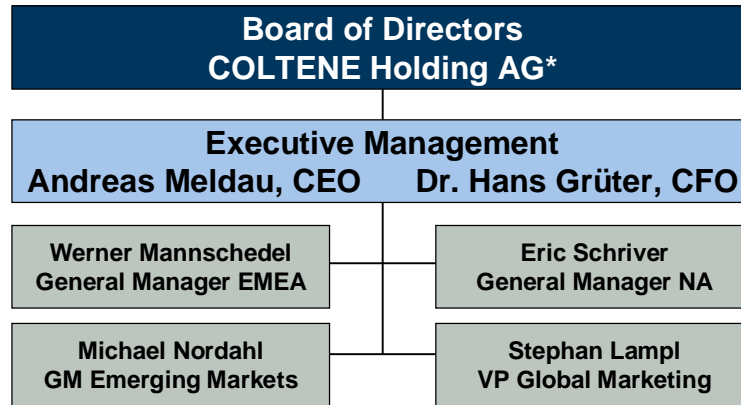 Board of Directors
COLTENE Holding AG*
Executive Management
Andreas Meldau, CEO Dr. Hans Grüter, CFO
Werner Mannschedel
General Manager EMEA
Eric Schriver
General Manager NA
Michael Nordahl
GM Emerging Markets
Stephan Lampl
VP Global Marketing